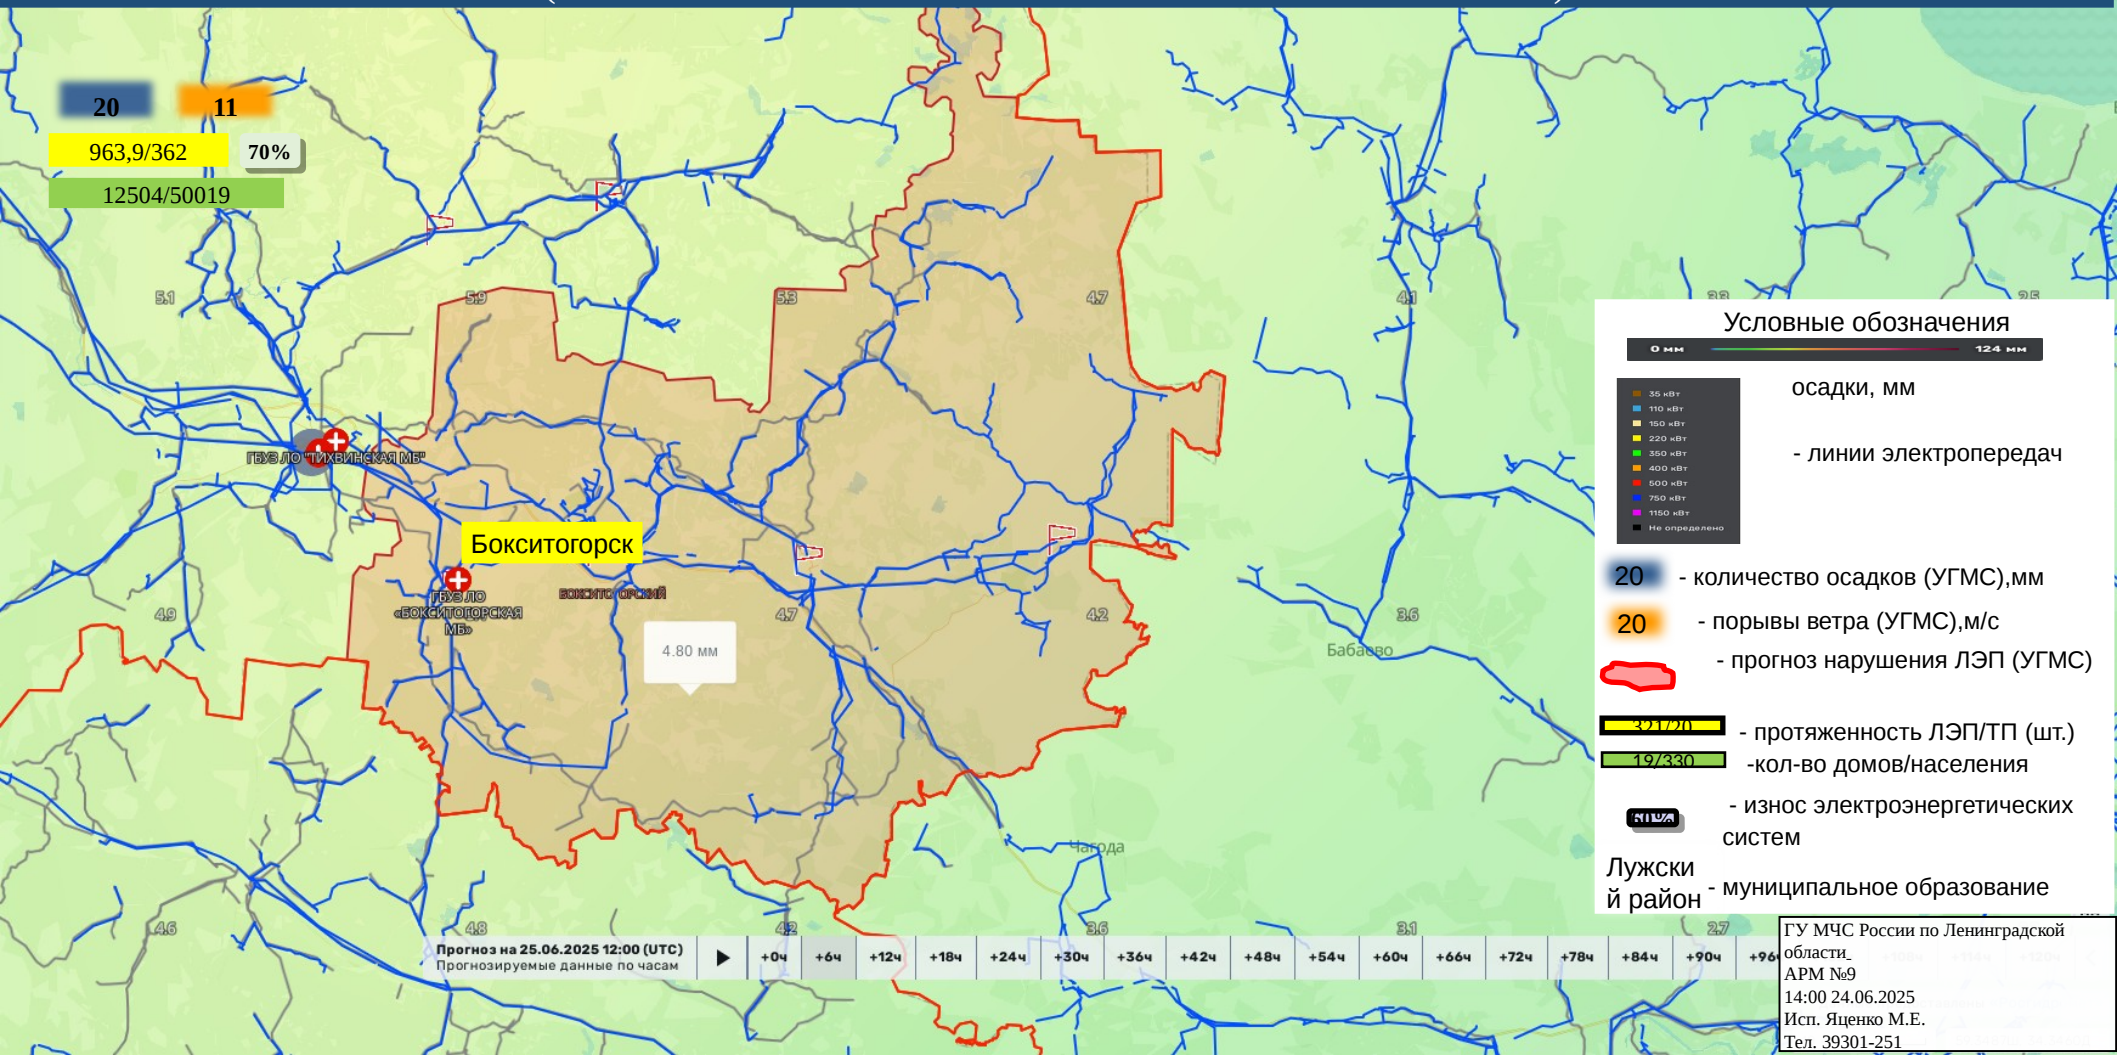 20
11
963,9/362
70%
12504/50019
5.1
5.9
5.3
4.7
4.1
3.3
2.5
ГБУЗ ЛО "ТИХВИНСКАЯ МБ"
Бокситогорск
ГБУЗ ЛО
«БОКСИТОГОРСКАЯ
МБ»
4.9
4.7
4.2
3.6
4.80 мм
Бабаево
Чагода
4.6
4.8
4.2
3.6
3.1
2.7
Условные обозначения
0 мм
124 мм
осадки, мм
35 кВт
110 кВт
150 кВт
220 кВт
350 кВт
400 кВт
500 кВт
750 кВт
1150 кВт
Не определено
- линии электропередач
20 - количество осадков (УГМС),мм
20 - порывы ветра (УГМС),м/с
- прогноз нарушения ЛЭП (УГМС)
321/20 - протяженность ЛЭП/ТП (шт.)
19/330 -кол-во домов/населения
- износ электроэнергетических
систем
Лужски
й район - муниципальное образование
Прогноз на 25.06.2025 12:00 (UTC)
Прогнозируемые данные по часам
+0ч +6ч +12ч +18ч +24ч +30ч +36ч +42ч +48ч +54ч +60ч +66ч +72ч +78ч +84ч +90ч
ГУ МЧС России по Ленинградской
области_
АРМ №9
14:00 24.06.2025
Исп. Яценко М.Е.
Тел. 39301-251